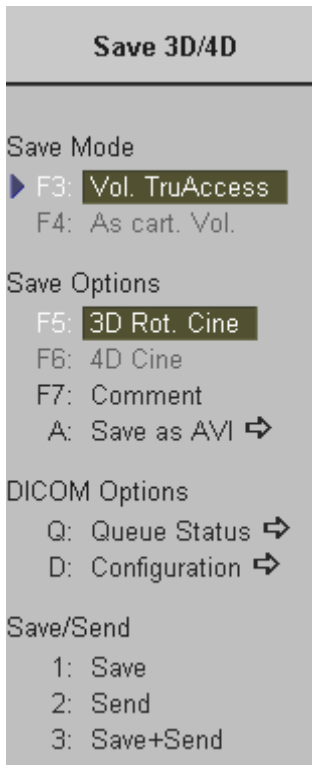 Save 3D/4D
Save Mode
F3: Vol. TruAccess
F4: As cart. Vol.
Save Options
F5: 3D Rot. Cine
F6: 4D Cine
F7: Comment
A: Save as AVI
DICOM Options
Q: Queue Status
D: Configuration
Save/Send
1: Save
2: Send
3: Save+Send